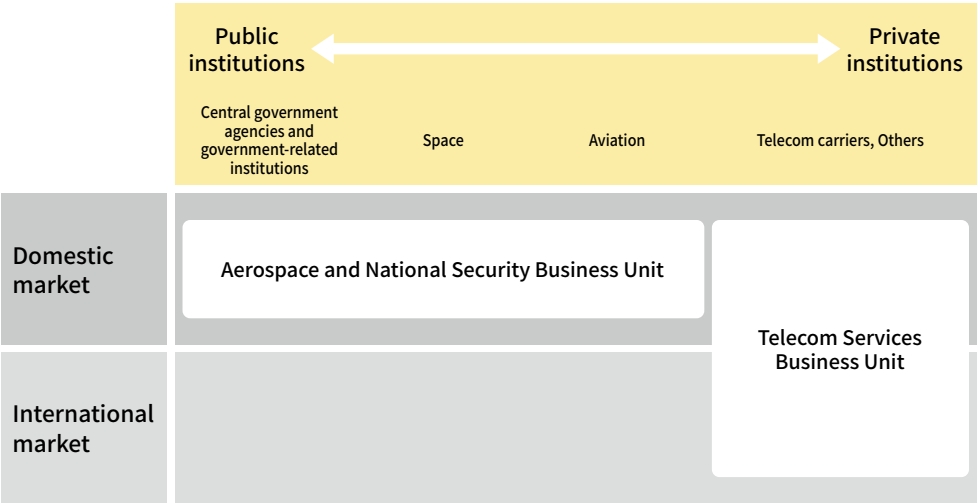 Public
institutions
Private
institutions
Central government
agencies and
government-related
institutions
Space
Aviation
Telecom carriers, Others
Domestic
market
Aerospace and National Security Business Unit
Telecom Services
Business Unit
International
market